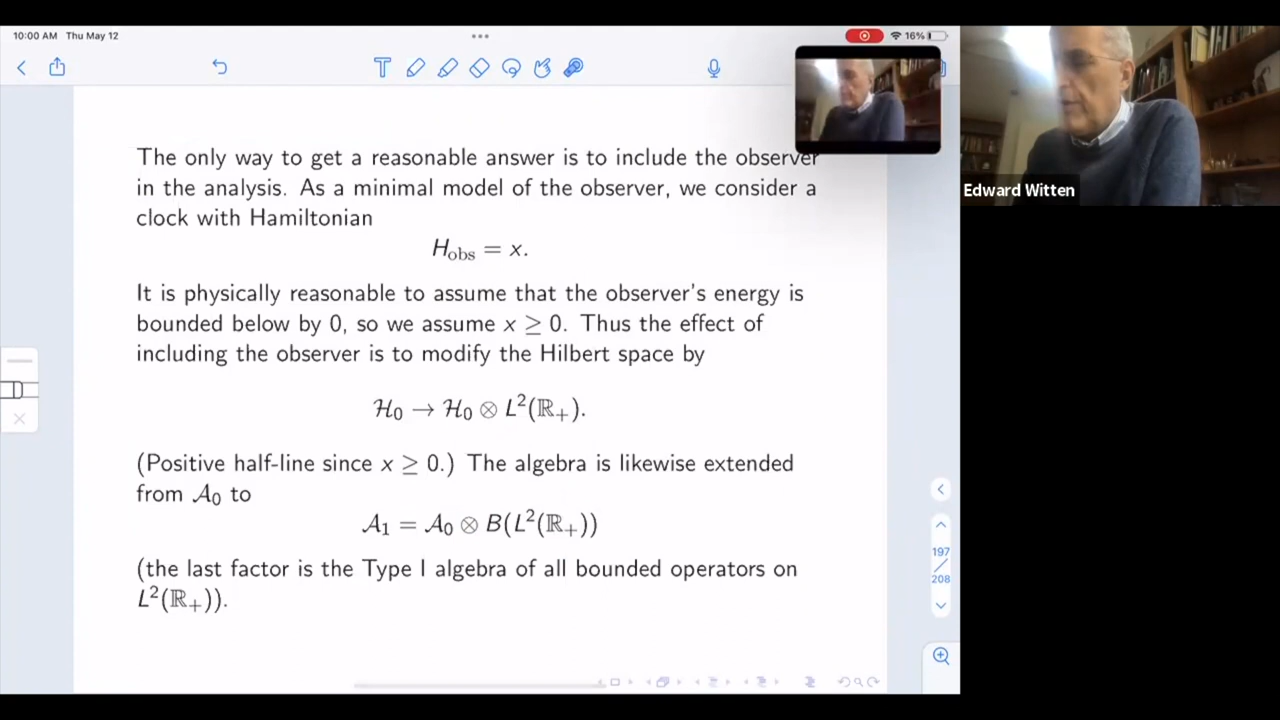 10:00 AM Thu May 12
16%
The only way to get a reasonable answer is to include the observer
in the analysis. As a minimal model of the observer, we consider a
clock with Hamiltonian
H_obs = x.
It is physically reasonable to assume that the observer's energy is
bounded below by 0, so we assume x ≥ 0. Thus the effect of
including the observer is to modify the Hilbert space by
ℋ₀ → ℋ₀ ⊗ L²(ℝ₊).
(Positive half-line since x ≥ 0.) The algebra is likewise extended
from 𝒜₀ to
𝒜₁ = 𝒜₀ ⊗ B(L²(ℝ₊))
(the last factor is the Type I algebra of all bounded operators on
L²(ℝ₊)).
197
/
208
Edward Witten